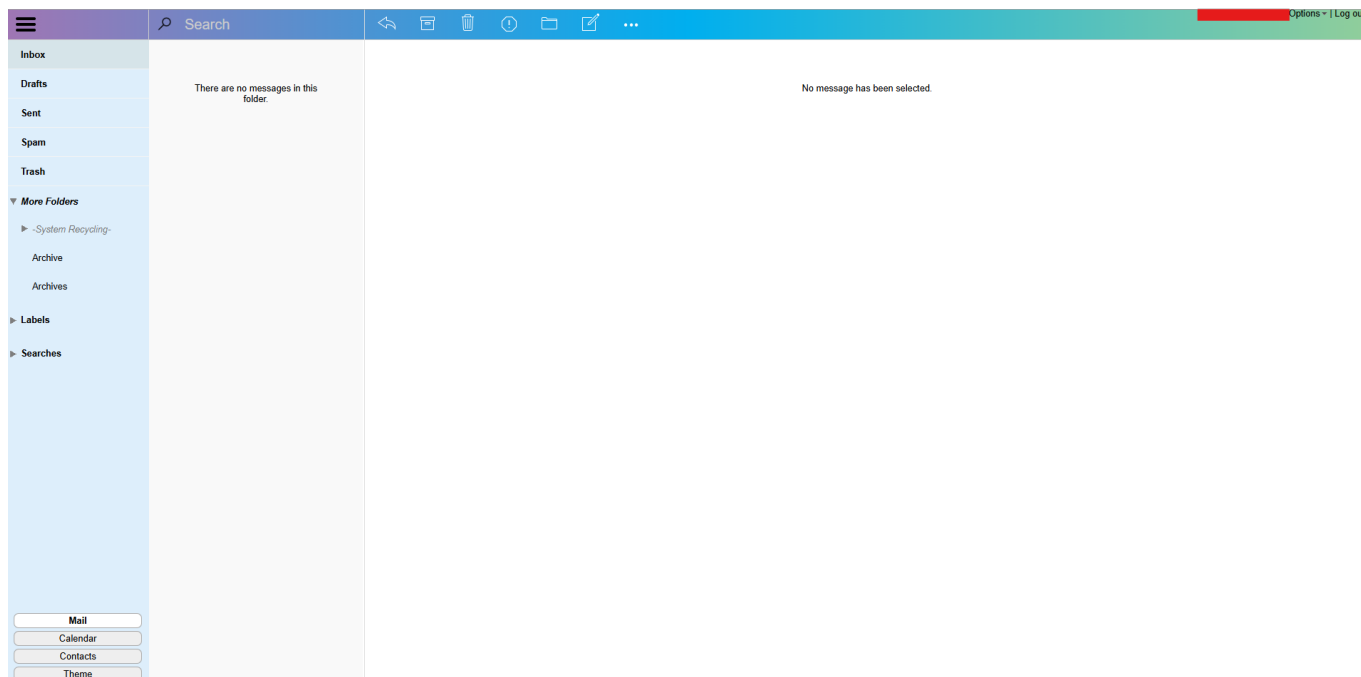 Search
Options | Log ou
Inbox
Drafts
Sent
Spam
Trash
More Folders
-System Recycling-
Archive
Archives
Labels
Searches
There are no messages in this
folder.
No message has been selected.
Mail
Calendar
Contacts
Theme